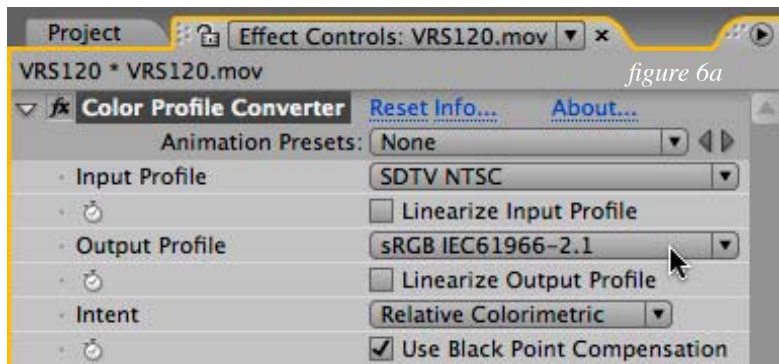 Project
Effect Controls: VRS120.mov
VRS120 * VRS120.mov
figure 6a
fx Color Profile Converter Reset Info... About...
Animation Presets: None
Input Profile SDTV NTSC
Linearize Input Profile
Output Profile sRGB IEC61966-2.1
Linearize Output Profile
Intent Relative Colorimetric
Use Black Point Compensation